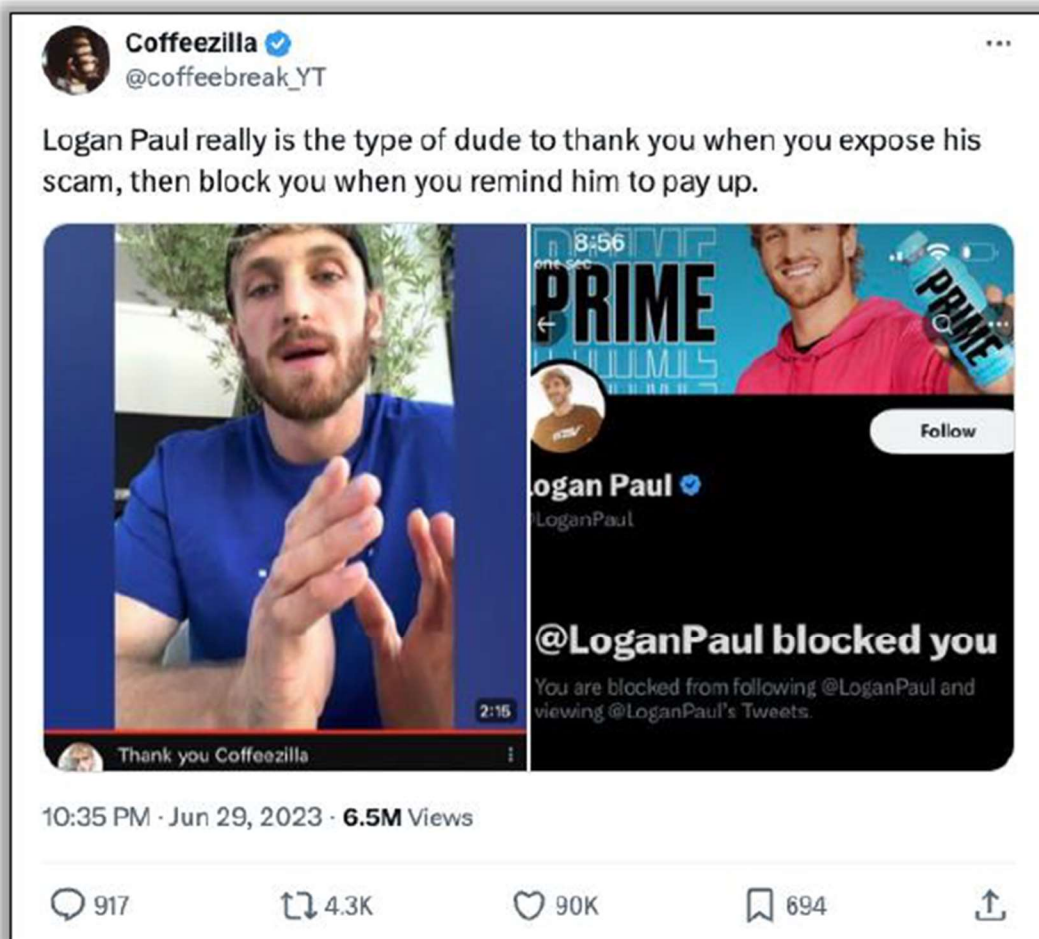 Coffeezilla
@coffeebreak_YT
Logan Paul really is the type of dude to thank you when you expose his
scam, then block you when you remind him to pay up.
2:15
Thank you Coffeezilla
8:56
one sec
PRIME
PRIME
Follow
ogan Paul
LoganPaul
@LoganPaul blocked you
You are blocked from following @LoganPaul and
viewing @LoganPaul's Tweets.
10:35 PM · Jun 29, 2023 · 6.5M Views
917
4.3K
90K
694